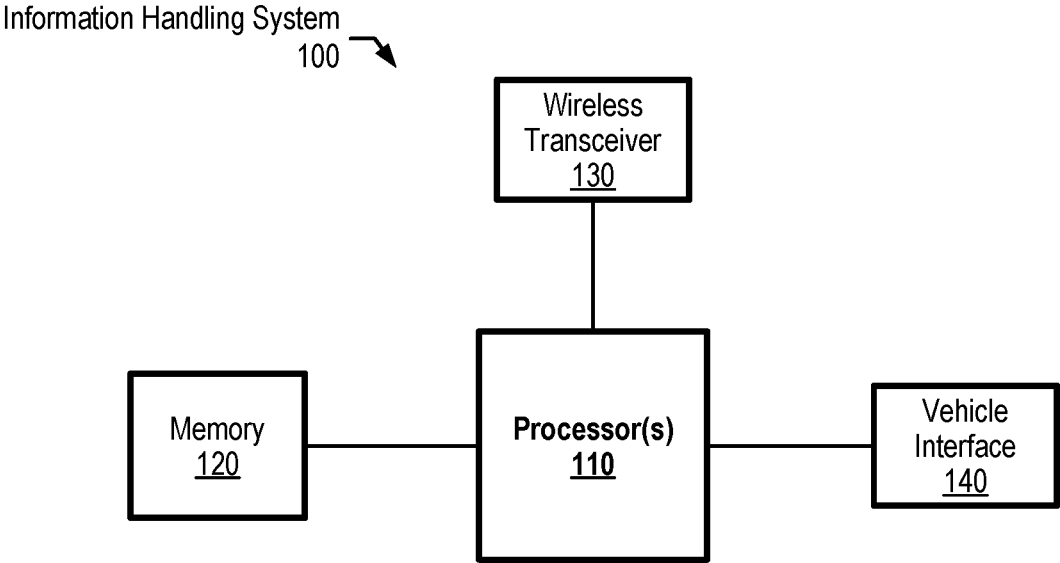 Information Handling System
100
Wireless
Transceiver
130
Memory
120
Processor(s)
110
Vehicle
Interface
140